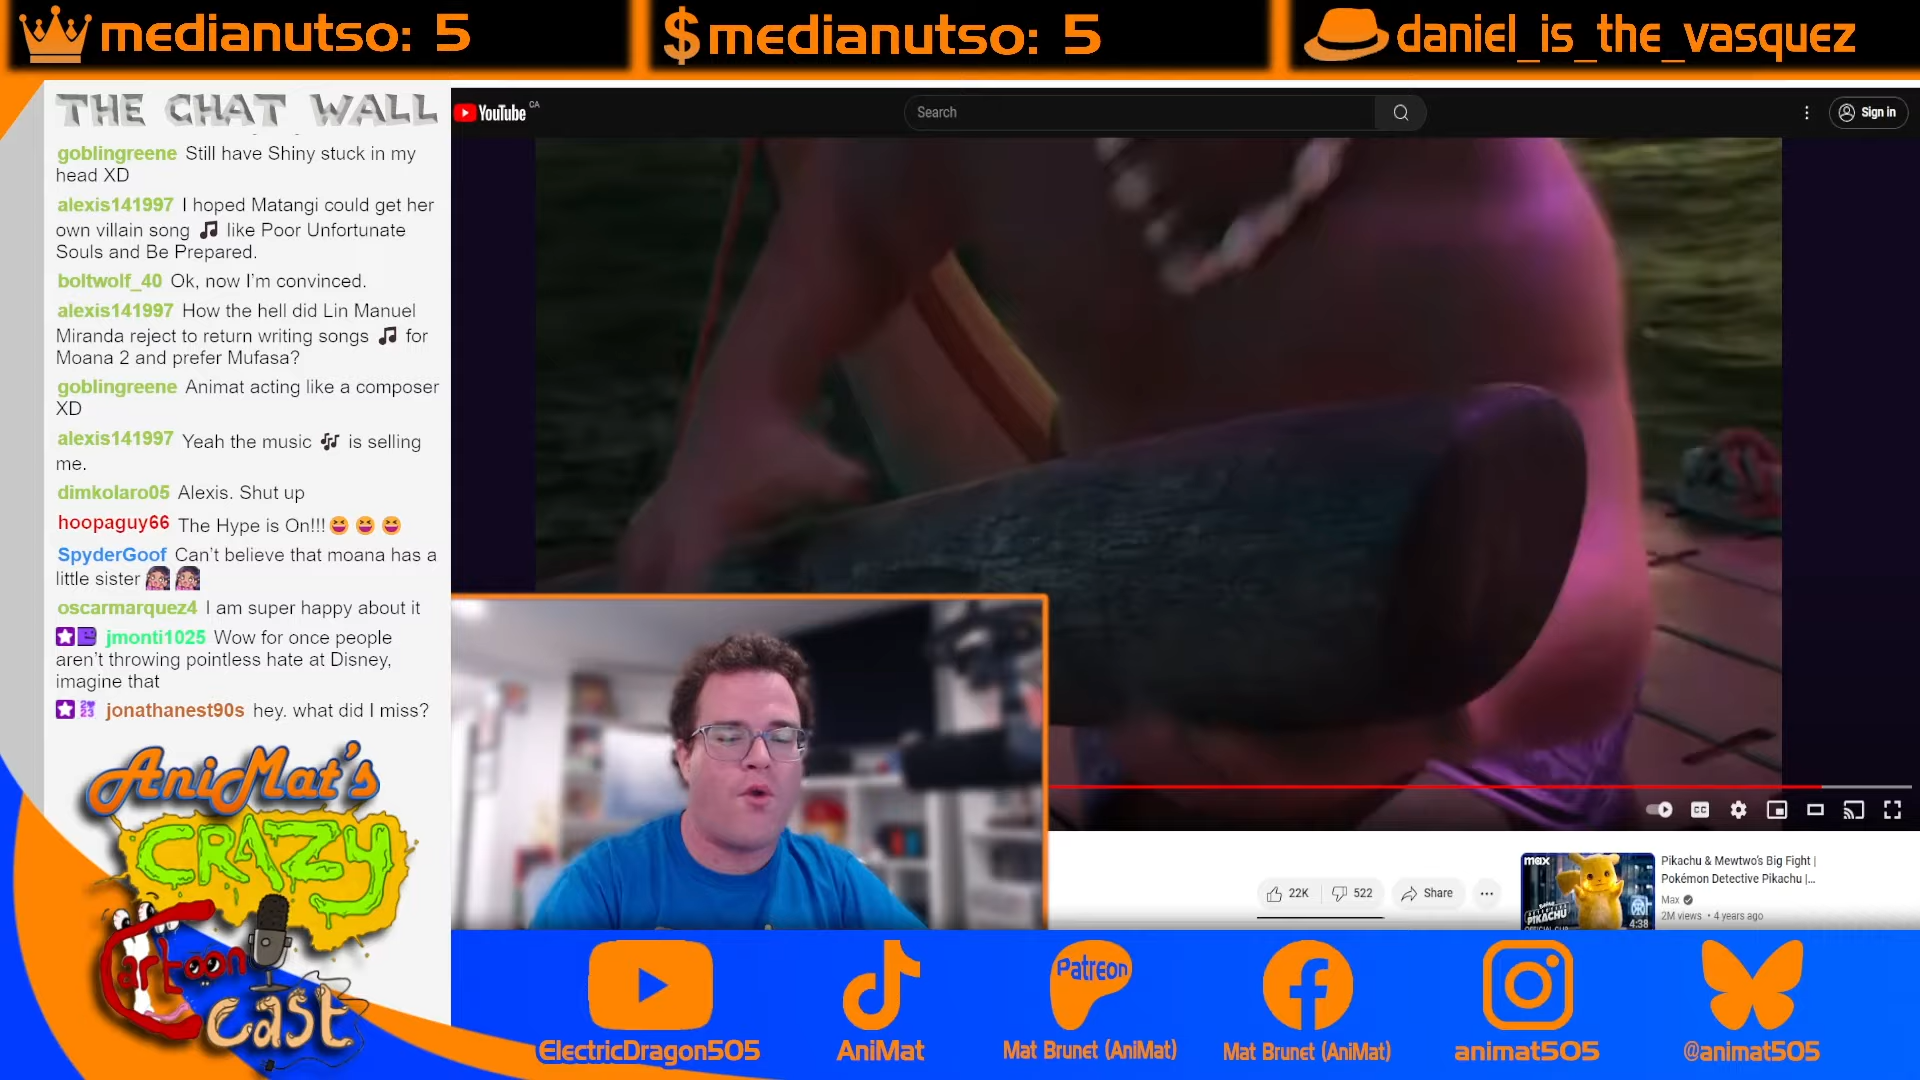 medianutso: 5
$ medianutso: 5
daniel_is_the_vasquez
THE CHAT WALL
goblingreene Still have Shiny stuck in my
head XD
alexis141997 I hoped Matangi could get her
own villain song 🎵 like Poor Unfortunate
Souls and Be Prepared.
boltwolf_40 Ok, now I'm convinced.
alexis141997 How the hell did Lin Manuel
Miranda reject to return writing songs 🎵 for
Moana 2 and prefer Mufasa?
goblingreene Animat acting like a composer
XD
alexis141997 Yeah the music 🎶 is selling
me.
dimkolaro05 Alexis. Shut up
hoopaguy66 The Hype is On!!!😆 😆 😆
SpyderGoof Can't believe that moana has a
little sister
oscarmarquez4 I am super happy about it
jmonti1025 Wow for once people
aren't throwing pointless hate at Disney,
imagine that
jonathanest90s hey. what did I miss?
AniMat's
CRAZY
Cartoon
Cast
YouTube CA
Search
Sign in
CC
22K
522
Share
max
PIKACHU
4:38
Pikachu & Mewtwo's Big Fight |
Pokémon Detective Pikachu |...
Max
2M views • 4 years ago
Patreon
ElectricDragon505
AniMat
Mat Brunet (AniMat)
Mat Brunet (AniMat)
animat505
@animat505